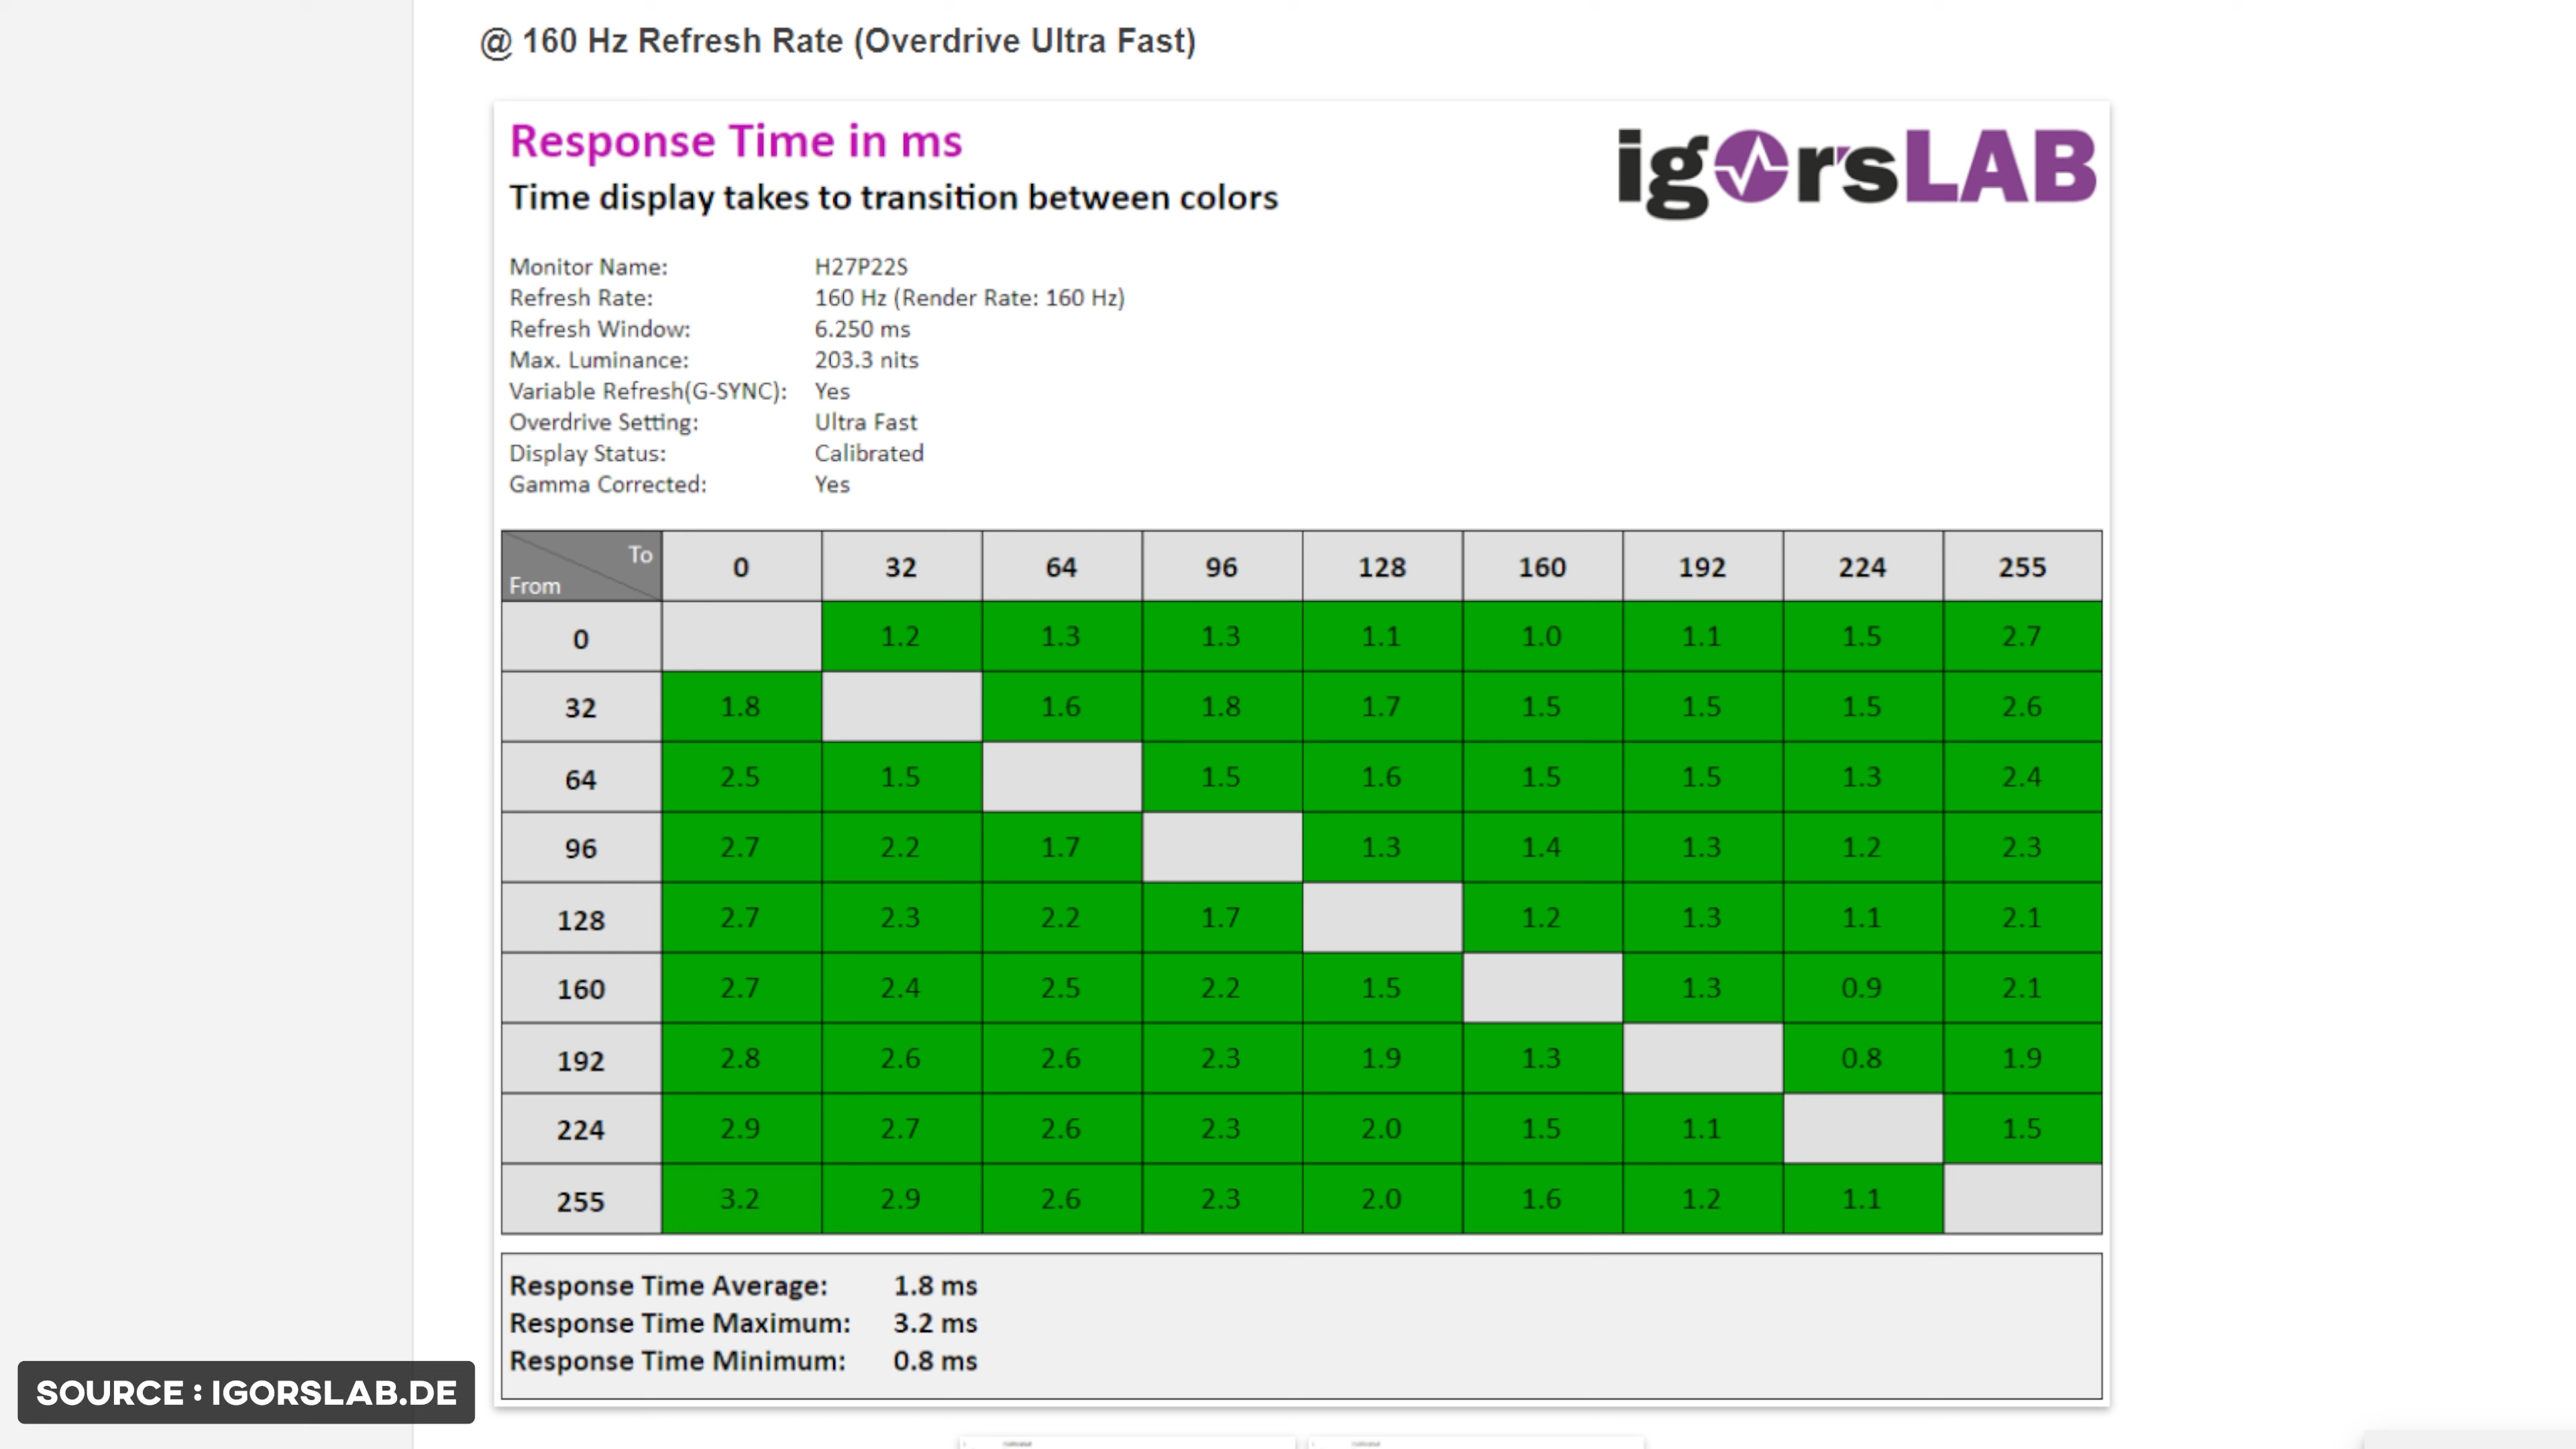 @ 160 Hz Refresh Rate (Overdrive Ultra Fast)
Response Time in ms
igorsLAB
Time display takes to transition between colors
Monitor Name: H27P22S
Refresh Rate: 160 Hz (Render Rate: 160 Hz)
Refresh Window: 6.250 ms
Max. Luminance: 203.3 nits
Variable Refresh(G-SYNC): Yes
Overdrive Setting: Ultra Fast
Display Status: Calibrated
Gamma Corrected: Yes
From To 0 32 64 96 128 160 192 224 255
0 1.2 1.3 1.3 1.1 1.0 1.1 1.5 2.7
32 1.8 1.6 1.8 1.7 1.5 1.5 1.5 2.6
64 2.5 1.5 1.5 1.6 1.5 1.5 1.3 2.4
96 2.7 2.2 1.7 1.3 1.4 1.3 1.2 2.3
128 2.7 2.3 2.2 1.7 1.2 1.3 1.1 2.1
160 2.7 2.4 2.5 2.2 1.5 1.3 0.9 2.1
192 2.8 2.6 2.6 2.3 1.9 1.3 0.8 1.9
224 2.9 2.7 2.6 2.3 2.0 1.5 1.1 1.5
255 3.2 2.9 2.6 2.3 2.0 1.6 1.2 1.1
Response Time Average: 1.8 ms
Response Time Maximum: 3.2 ms
Response Time Minimum: 0.8 ms
SOURCE : IGORSLAB.DE